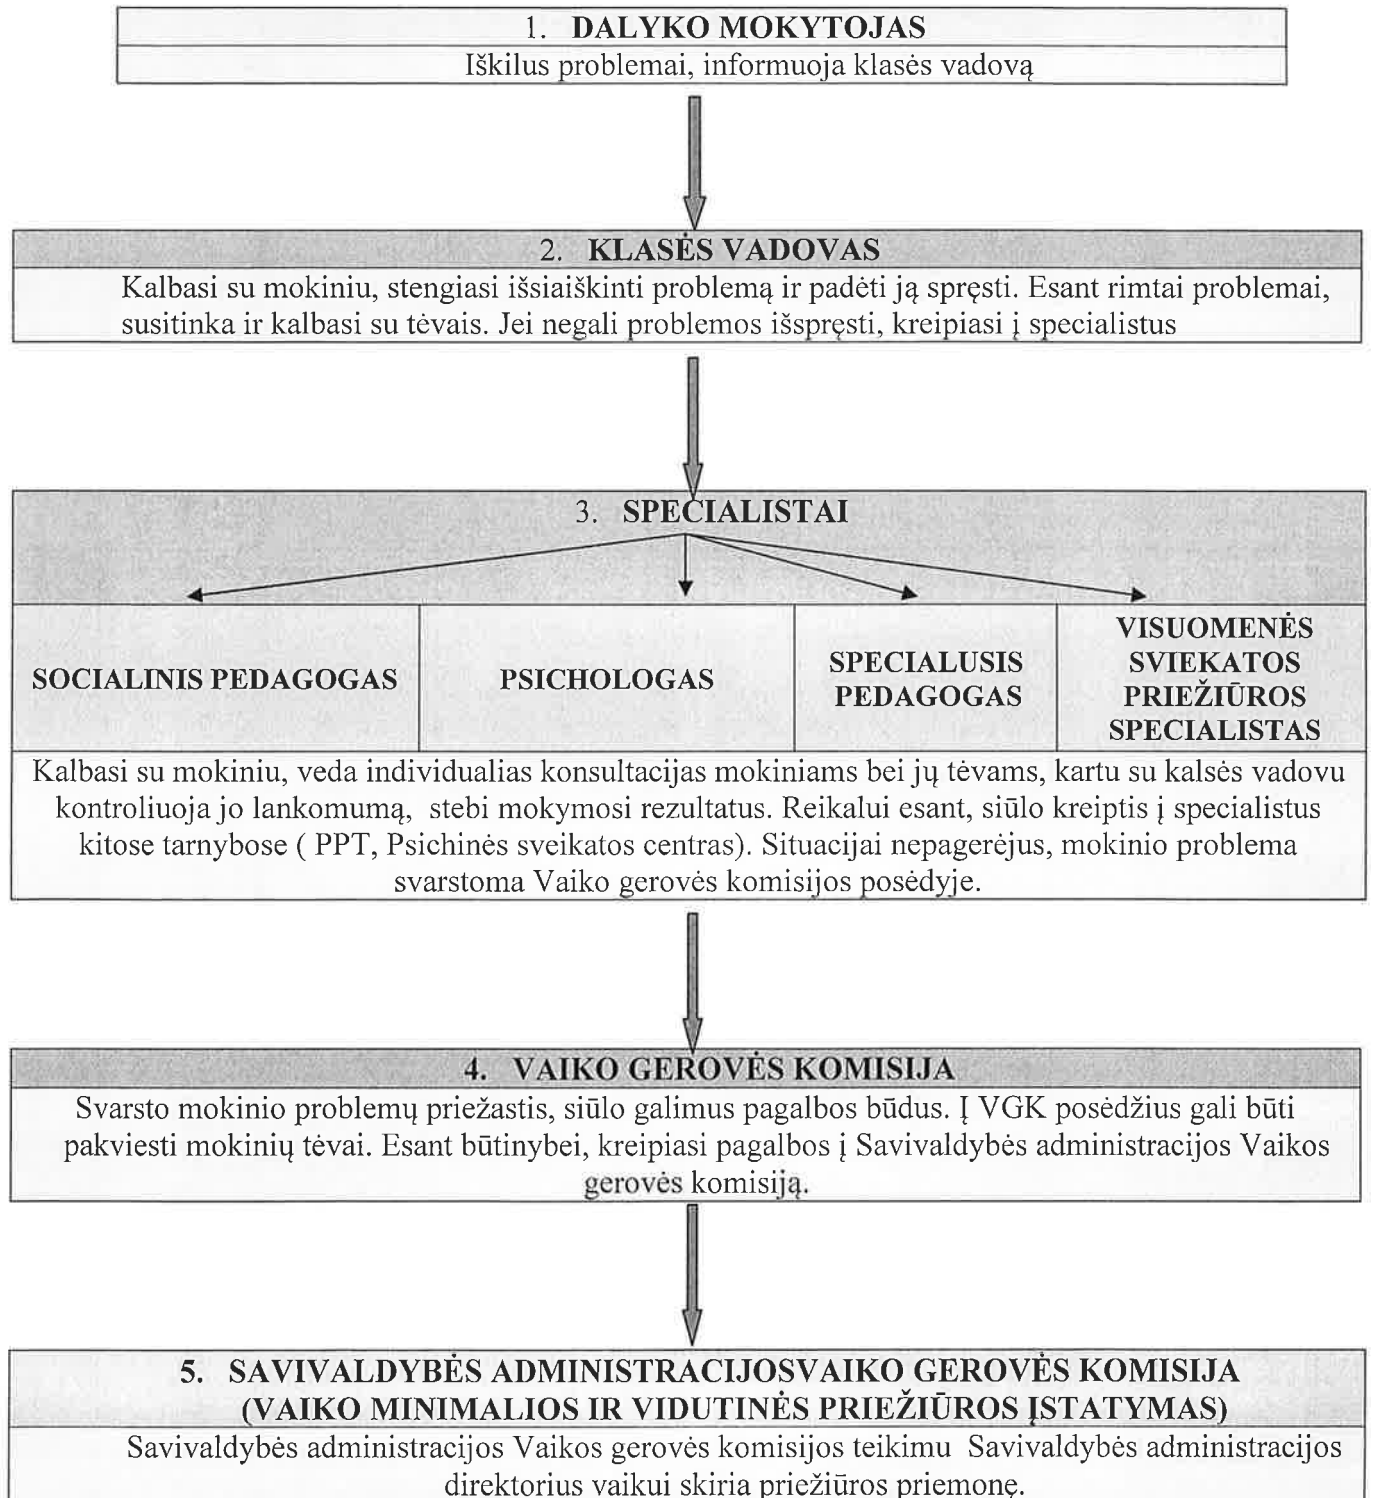 1. DALYKO MOKYTOJAS
Iškilus problemai, informuoja klasės vadovą
2. KLASĖS VADOVAS
Kalbasi su mokiniu, stengiasi išsiaiškinti problemą ir padėti ją spręsti. Esant rimtai problemai,
susitinka ir kalbasi su tėvais. Jei negali problemos išspręsti, kreipiasi į specialistus
3. SPECIALISTAI
SOCIALINIS PEDAGOGAS
PSICHOLOGAS
SPECIALUSIS
PEDAGOGAS
VISUOMENĖS
SVIEKATOS
PRIEŽIŪROS
SPECIALISTAS
Kalbasi su mokiniu, veda individualias konsultacijas mokiniams bei jų tėvams, kartu su kalsės vadovu
kontroliuoja jo lankomumą, stebi mokymosi rezultatus. Reikalui esant, siūlo kreiptis į specialistus
kitose tarnybose ( PPT, Psichinės sveikatos centras). Situacijai nepagerėjus, mokinio problema
svarstoma Vaiko gerovės komisijos posėdyje.
4. VAIKO GEROVĖS KOMISIJA
Svarsto mokinio problemų priežastis, siūlo galimus pagalbos būdus. Į VGK posėdžius gali būti
pakviesti mokinių tėvai. Esant būtinybei, kreipiasi pagalbos į Savivaldybės administracijos Vaikos
gerovės komisiją.
5. SAVIVALDYBĖS ADMINISTRACIJOSVAIKO GEROVĖS KOMISIJA
(VAIKO MINIMALIOS IR VIDUTINĖS PRIEŽIŪROS ĮSTATYMAS)
Savivaldybės administracijos Vaikos gerovės komisijos teikimu Savivaldybės administracijos
direktorius vaikui skiria priežiūros priemonę.